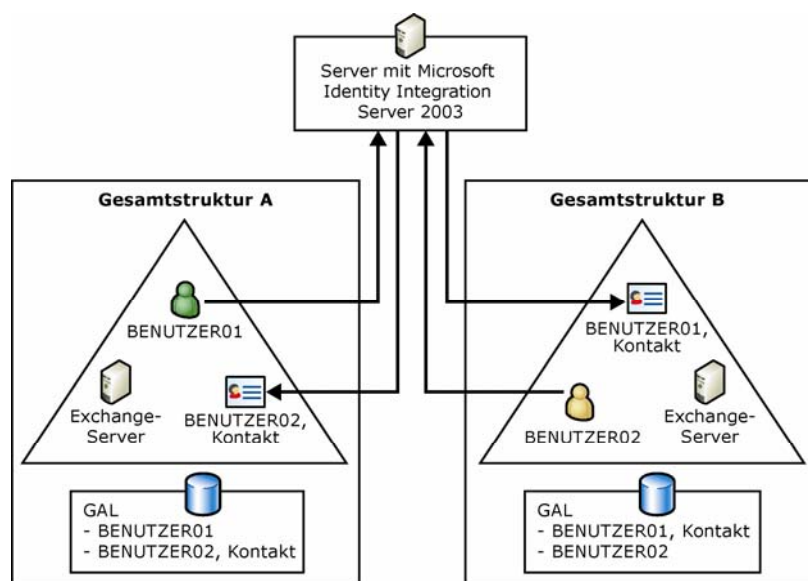 Server mit Microsoft
Identity Integration
Server 2003
Gesamtstruktur A
BENUTZER01
Exchange-
Server
BENUTZER02,
Kontakt
GAL
- BENUTZER01
- BENUTZER02, Kontakt
Gesamtstruktur B
BENUTZER01,
Kontakt
BENUTZER02
Exchange-
Server
GAL
- BENUTZER01, Kontakt
- BENUTZER02